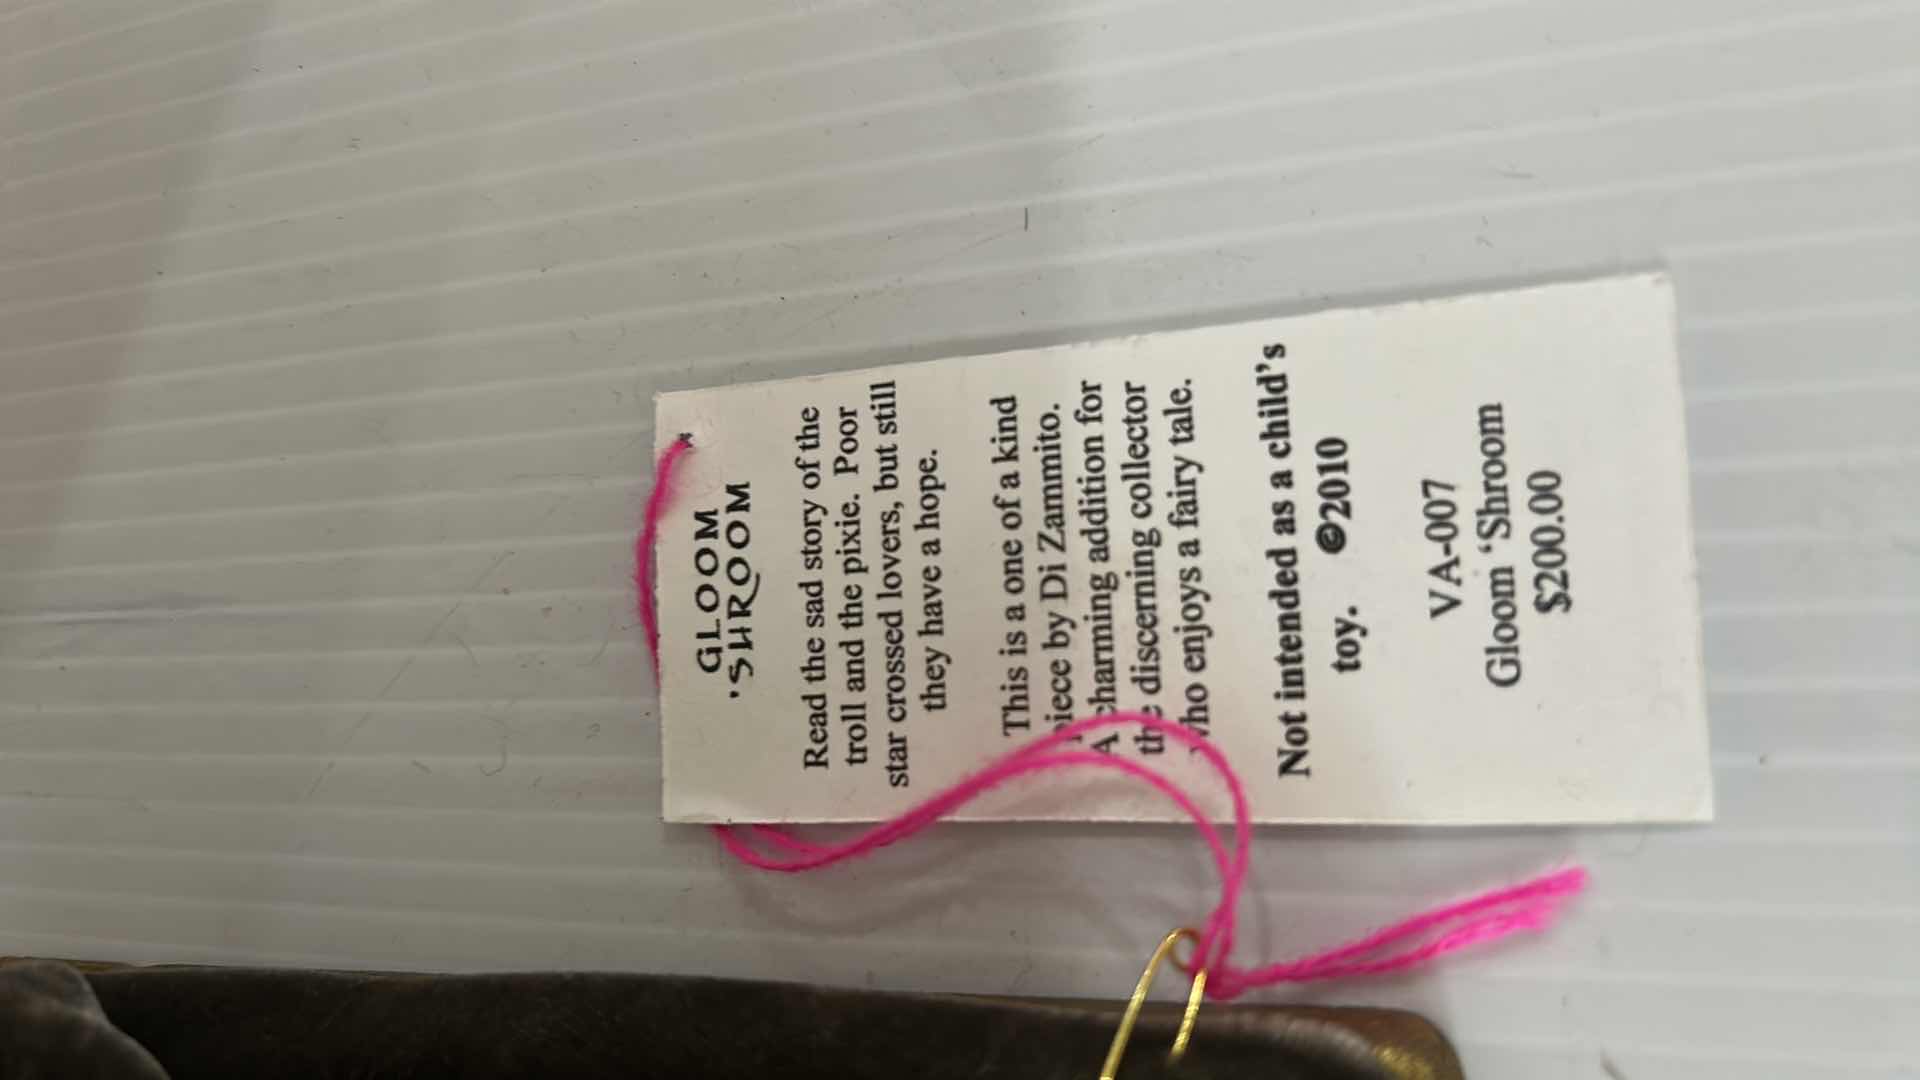 GLOOM
'SHROOM
Read the sad story of the
troll and the pixie. Poor
star crossed lovers, but still
they have a hope.
This is a one of a kind
piece by Di Zammito.
A charming addition for
the discerning collector
who enjoys a fairy tale.
Not intended as a child's
toy. ©2010
VA-007
Gloom ‘Shroom
$200.00